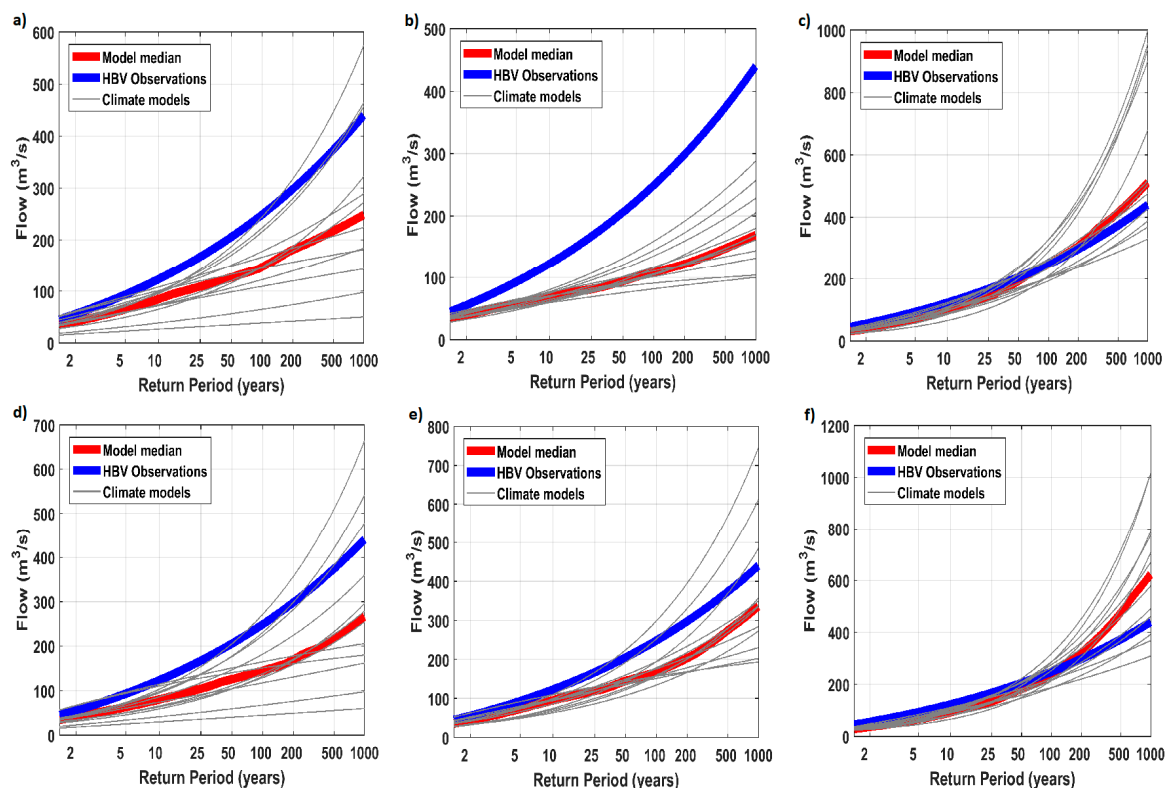 a)
600
500
400
300
200
100
0
Flow (m³/s)
Model median
HBV Observations
Climate models
2 5 10 25 50 100 200 500 1000
Return Period (years)
b)
500
400
300
200
100
0
Flow (m³/s)
Model median
HBV Observations
Climate models
2 5 10 25 50 100 200 500 1000
Return Period (years)
c)
1000
800
600
400
200
0
Flow (m³/s)
Model median
HBV Observations
Climate models
2 5 10 25 50 100 200 500 1000
Return Period (years)
d)
700
600
500
400
300
200
100
0
Flow (m³/s)
Model median
HBV Observations
Climate models
2 5 10 25 50 100 200 500 1000
Return Period (years)
e)
800
700
600
500
400
300
200
100
0
Flow (m³/s)
Model median
HBV Observations
Climate models
2 5 10 25 50 100 200 500 1000
Return Period (years)
f)
1200
1000
800
600
400
200
0
Flow (m³/s)
Model median
HBV Observations
Climate models
2 5 10 25 50 100 200 500 1000
Return Period (years)